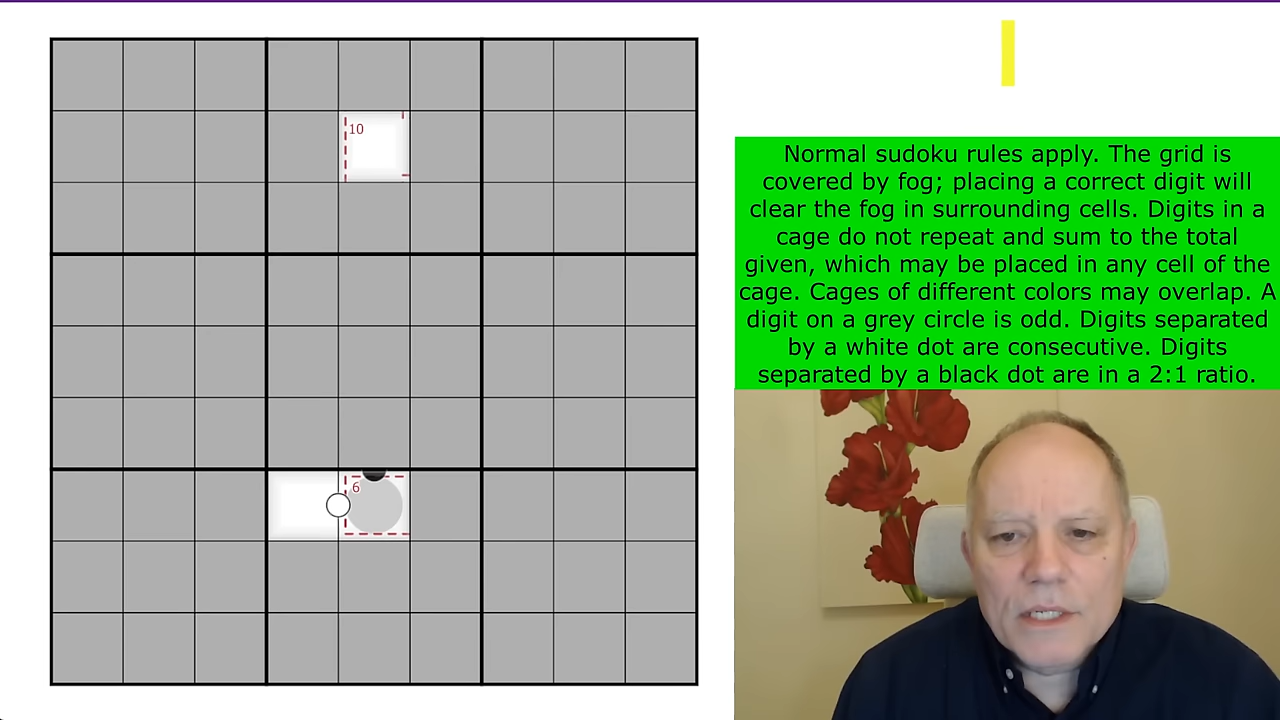 10
6
Normal sudoku rules apply. The grid is
covered by fog; placing a correct digit will
clear the fog in surrounding cells. Digits in a
cage do not repeat and sum to the total
given, which may be placed in any cell of the
cage. Cages of different colors may overlap. A
digit on a grey circle is odd. Digits separated
by a white dot are consecutive. Digits
separated by a black dot are in a 2:1 ratio.